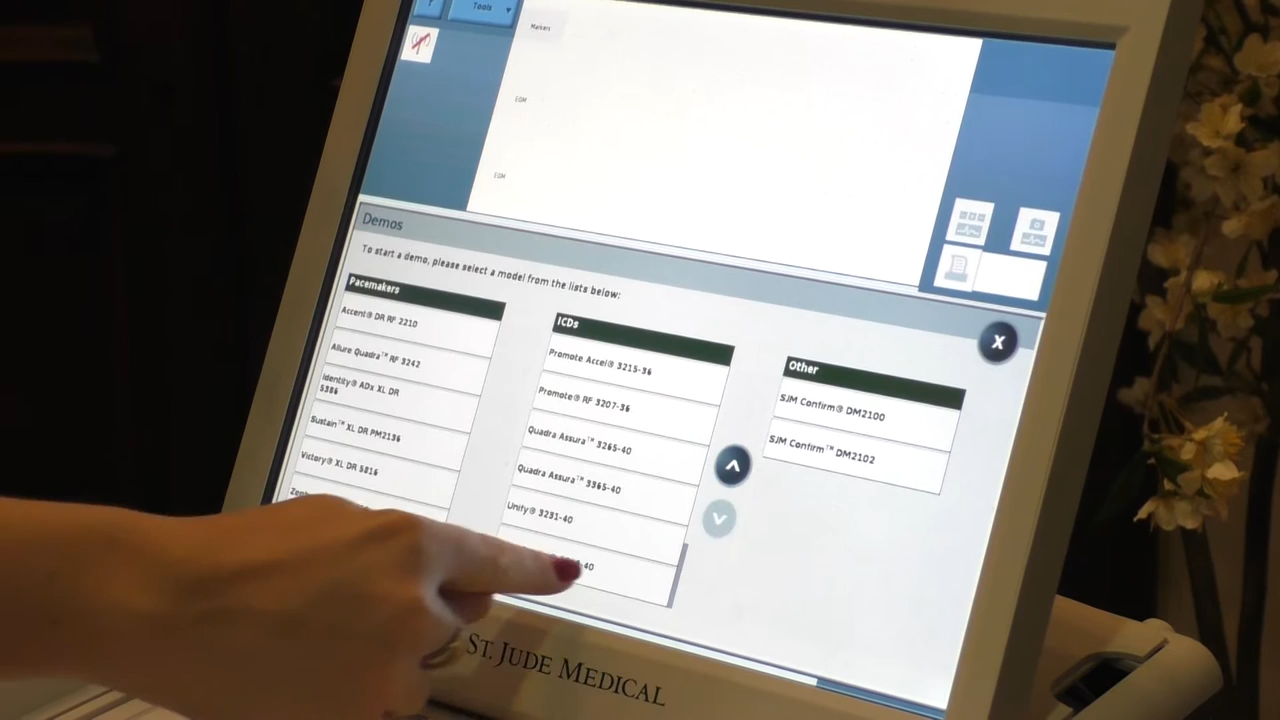 ?
Tools
Markers
EGM
EGM
Demos
To start a demo, please select a model from the lists below:
Pacemakers
Accent® DR RF 2210
Allure Quadra™ RF 3242
Identity® ADx XL DR
5386
Sustain™ XL DR PM2136
Victory® XL DR 5816
ICDs
Promote Accel® 3215-36
Promote® RF 3207-36
Quadra Assura™ 3265-40
Quadra Assura™ 3365-40
Unify® 3231-40
-40
Other
SJM Confirm® DM2100
SJM Confirm™ DM2102
X
ST. JUDE MEDICAL